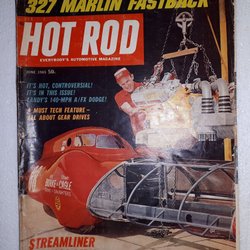 327 MARLIN FASTBACK
HOT ROD
EVERYBODY'S AUTOMOTIVE MAGAZINE
JUNE 1965 50c
IT'S HOT, CONTROVERSIAL!
IT'S IN THIS ISSUE!
LANDY'S 140-MPH A/FX DODGE!
A MUST TECH FEATURE -
ALL ABOUT GEAR DRIVES
STREAMLINER